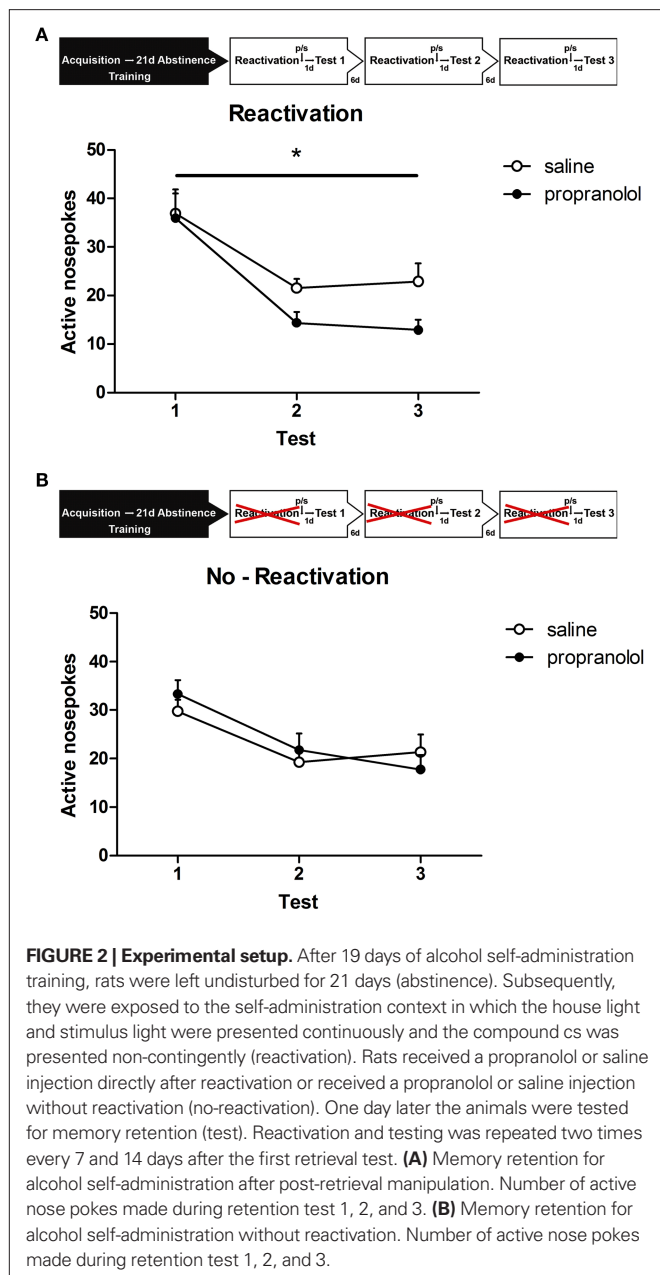 A
Acquisition — 21d Abstinence
Training
Reactivation
p/s
1d
Test 1
6d
Reactivation
p/s
1d
Test 2
6d
Reactivation
p/s
1d
Test 3
Reactivation
50
40
30
20
10
0
Active nosepokes
*
saline
propranolol
1
2
3
Test
B
Acquisition — 21d Abstinence
Training
Reactivation
p/s
1d
Test 1
6d
Reactivation
p/s
1d
Test 2
6d
Reactivation
p/s
1d
Test 3
No - Reactivation
50
40
30
20
10
0
Active nosepokes
saline
propranolol
1
2
3
Test
FIGURE 2 | Experimental setup. After 19 days of alcohol self-administration
training, rats were left undisturbed for 21 days (abstinence). Subsequently,
they were exposed to the self-administration context in which the house light
and stimulus light were presented continuously and the compound cs was
presented non-contingently (reactivation). Rats received a propranolol or saline
injection directly after reactivation or received a propranolol or saline injection
without reactivation (no-reactivation). One day later the animals were tested
for memory retention (test). Reactivation and testing was repeated two times
every 7 and 14 days after the first retrieval test. (A) Memory retention for
alcohol self-administration after post-retrieval manipulation. Number of active
nose pokes made during retention test 1, 2, and 3. (B) Memory retention for
alcohol self-administration without reactivation. Number of active nose pokes
made during retention test 1, 2, and 3.